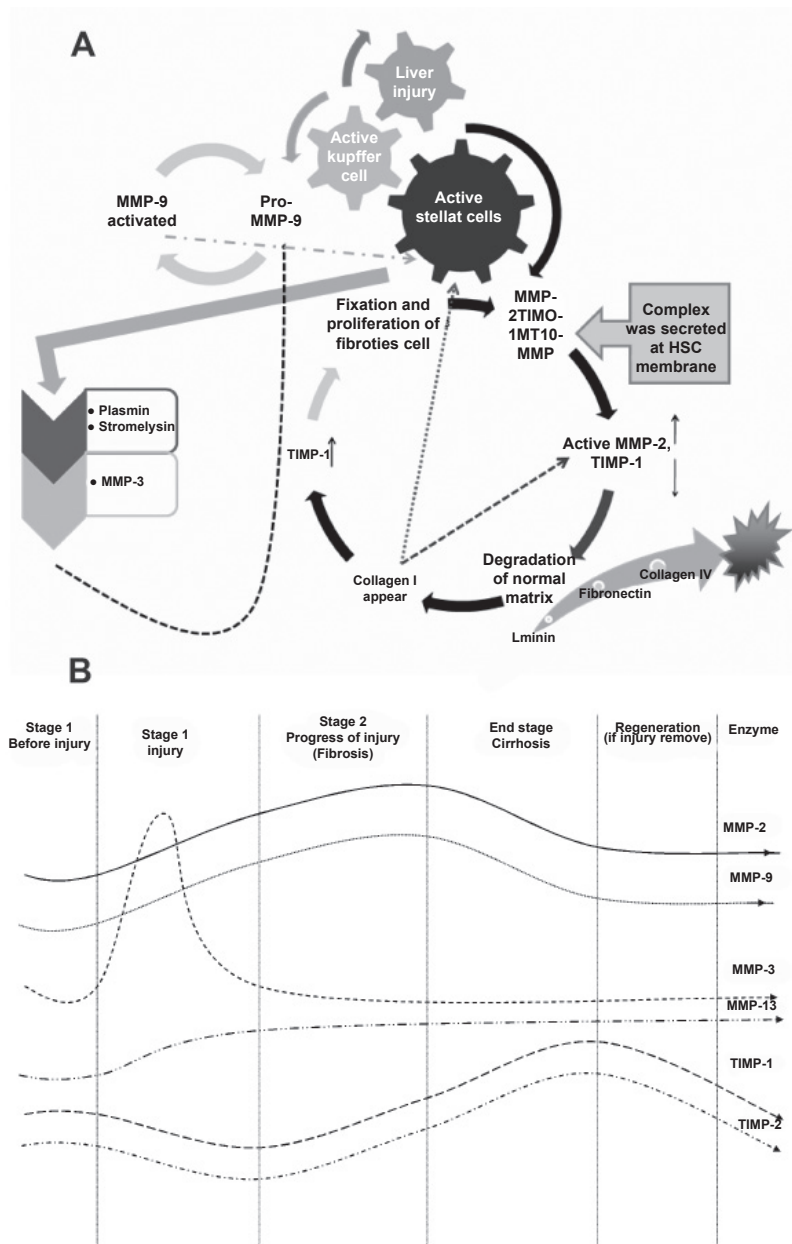 A
Liver
injury
Active
kupffer
cell
MMP-9
activated
Pro-
MMP-9
Active
stellat cells
Fixation and
proliferation of
fibroties cell
MMP-
2TIMO-
1MT10-
MMP
Complex
was secreted
at HSC
membrane
● Plasmin
● Stromelysin
● MMP-3
TIMP-1
Active MMP-2,
TIMP-1
Degradation
of normal
matrix
Collagen I
appear
Collagen IV
Fibronectin
Lminin
B
Stage 1
Before injury
Stage 1
injury
Stage 2
Progress of injury
(Fibrosis)
End stage
Cirrhosis
Regeneration
(if injury remove)
Enzyme
MMP-2
MMP-9
MMP-3
MMP-13
TIMP-1
TIMP-2